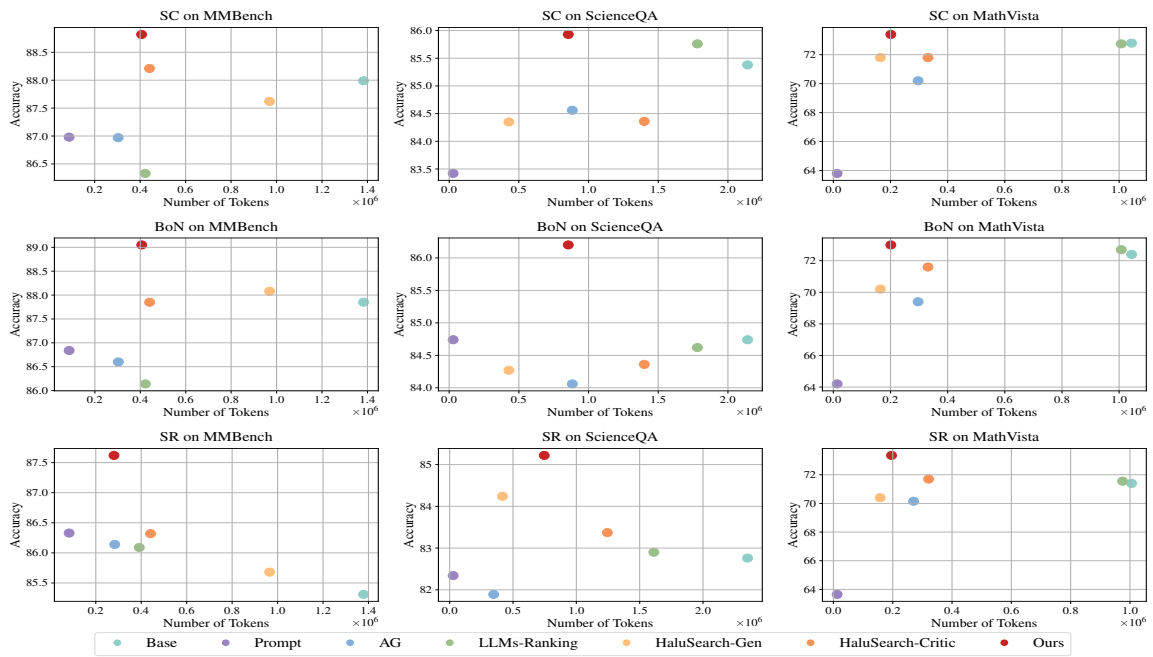 SC on MMBench
SC on ScienceQA
SC on MathVista
Accuracy
88.5
88.0
87.5
87.0
86.5
0.2 0.4 0.6 0.8 1.0 1.2 1.4
Number of Tokens
×10⁶
Accuracy
86.0
85.5
85.0
84.5
84.0
83.5
0.0 0.5 1.0 1.5 2.0
Number of Tokens
×10⁶
Accuracy
72
70
68
66
64
0.0 0.2 0.4 0.6 0.8 1.0
Number of Tokens
×10⁶
BoN on MMBench
BoN on ScienceQA
BoN on MathVista
Accuracy
89.0
88.5
88.0
87.5
87.0
86.5
86.0
0.2 0.4 0.6 0.8 1.0 1.2 1.4
Number of Tokens
×10⁶
Accuracy
86.0
85.5
85.0
84.5
84.0
0.0 0.5 1.0 1.5 2.0
Number of Tokens
×10⁶
Accuracy
72
70
68
66
64
0.0 0.2 0.4 0.6 0.8 1.0
Number of Tokens
×10⁶
SR on MMBench
SR on ScienceQA
SR on MathVista
Accuracy
87.5
87.0
86.5
86.0
85.5
0.2 0.4 0.6 0.8 1.0 1.2 1.4
Number of Tokens
×10⁶
Accuracy
85
84
83
82
0.0 0.5 1.0 1.5 2.0
Number of Tokens
×10⁶
Accuracy
72
70
68
66
64
0.0 0.2 0.4 0.6 0.8 1.0
Number of Tokens
×10⁶
Base Prompt AG LLMs-Ranking HaluSearch-Gen HaluSearch-Critic Ours